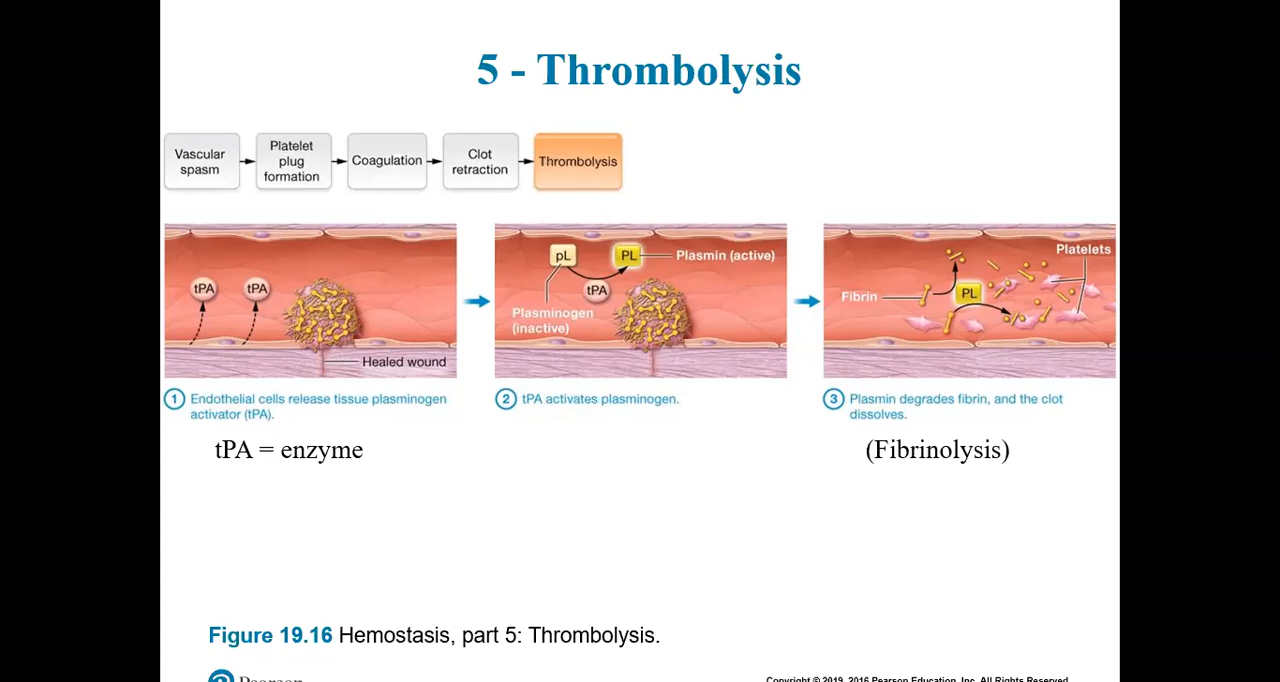 5 - Thrombolysis
Vascular
spasm
Platelet
plug
formation
Coagulation
Clot
retraction
Thrombolysis
tPA
tPA
Healed wound
pL
PL
Plasmin (active)
tPA
Plasminogen
(inactive)
Platelets
Fibrin
PL
1 Endothelial cells release tissue plasminogen
activator (tPA).
2 tPA activates plasminogen.
3 Plasmin degrades fibrin, and the clot
dissolves.
tPA = enzyme
(Fibrinolysis)
Figure 19.16 Hemostasis, part 5: Thrombolysis.
Pearson
Copyright © 2019, 2016 Pearson Education, Inc. All Rights Reserved